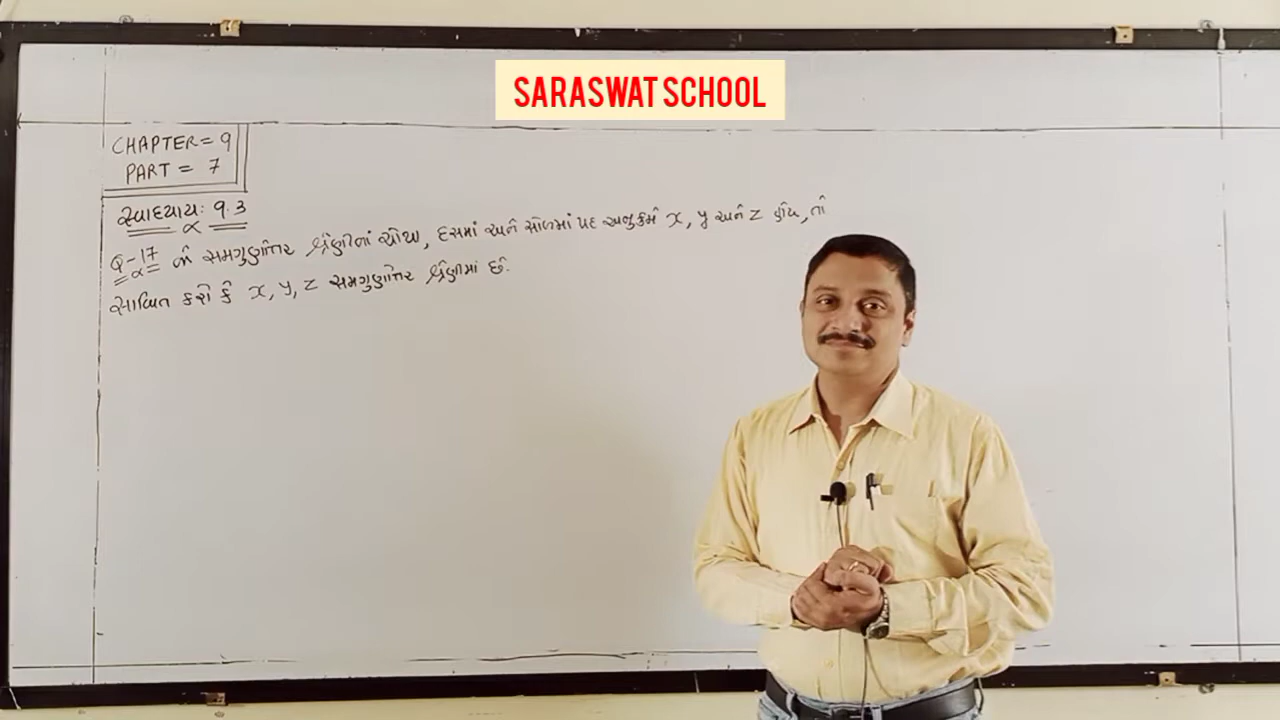 SARASWAT SCHOOL
CHAPTER = 9
PART = 7
સ્વાધ્યાય: 9.3
Q-17 જો સમગુણોત્તર શ્રેણીનાં ચોથા, દસમાં અને સોળમાં પદ અનુક્રમે x, y અને z હોય, તો
સાબિત કરો કે x, y, z સમગુણોત્તર શ્રેણીમાં છે.